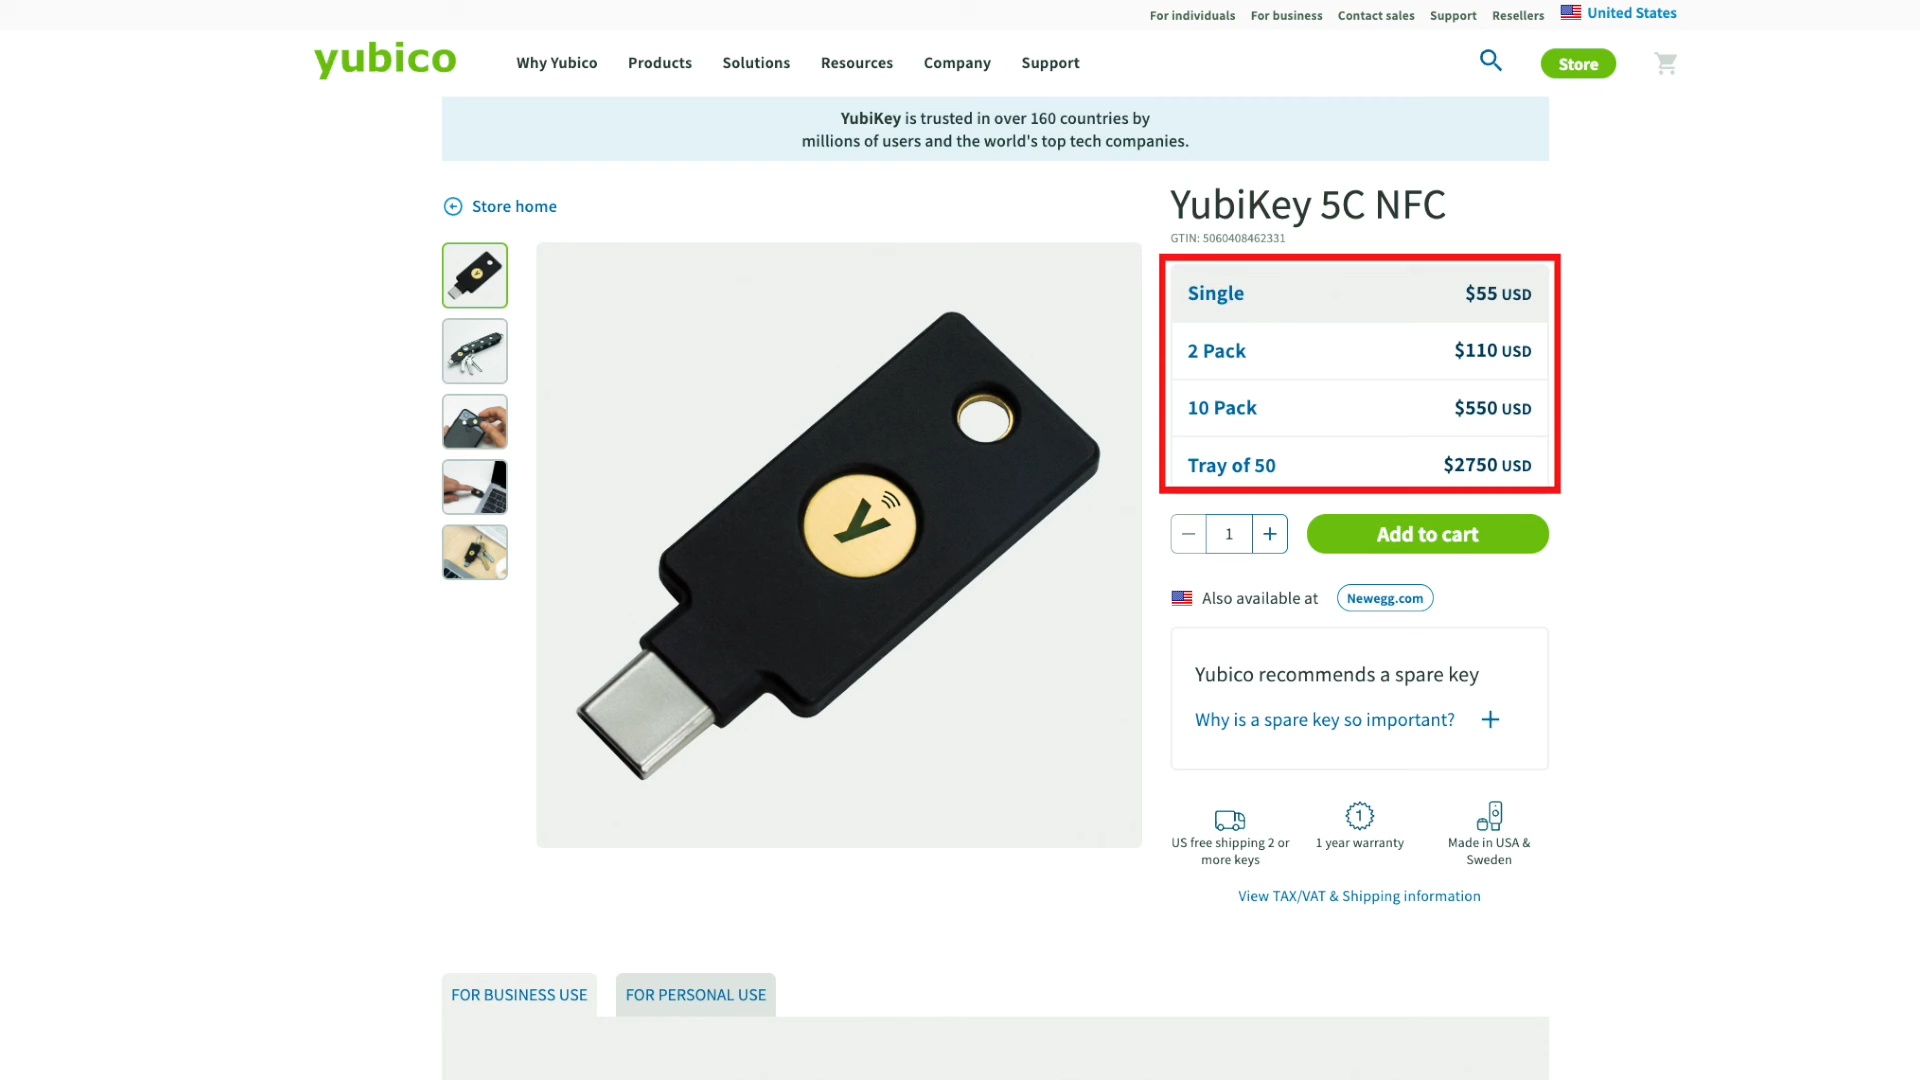 For individuals For business Contact sales Support Resellers United States
yubico Why Yubico Products Solutions Resources Company Support Store
YubiKey is trusted in over 160 countries by
millions of users and the world's top tech companies.
Store home
YubiKey 5C NFC
GTIN: 5060408462331
Single $55 USD
2 Pack $110 USD
10 Pack $550 USD
Tray of 50 $2750 USD
1 Add to cart
Also available at Newegg.com
Yubico recommends a spare key
Why is a spare key so important?
US free shipping 2 or
more keys
1
1 year warranty
Made in USA &
Sweden
View TAX/VAT & Shipping information
FOR BUSINESS USE FOR PERSONAL USE